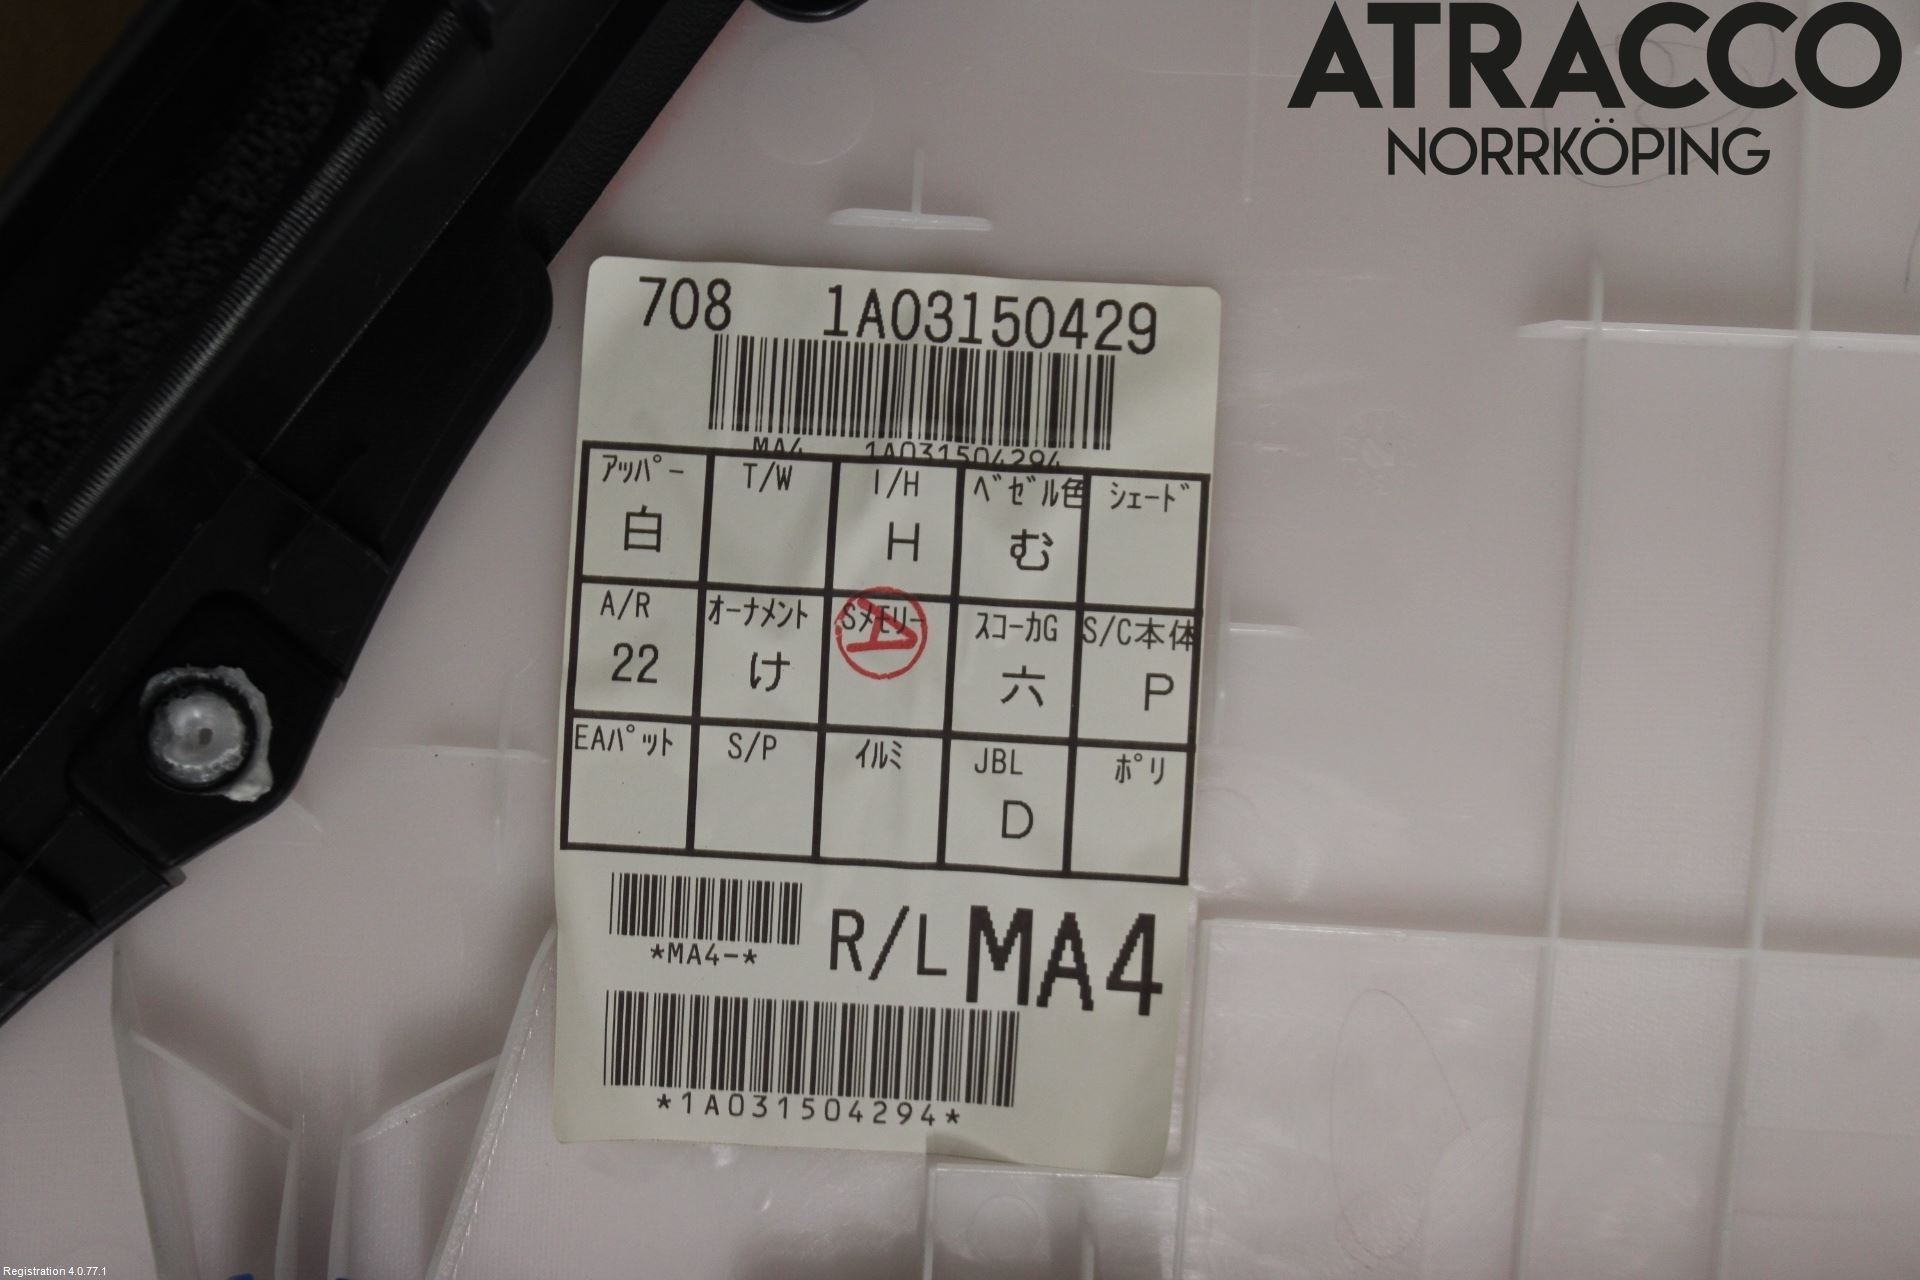 ATRACCO
NORRKÖPING
708 1A03150429
MA4 1A031504294
ｱｯﾊﾟｰ T/W I/H ﾍﾞｾﾞﾙ色 ｼｪｰﾄﾞ
白 H む
A/R ｵｰﾅﾒﾝﾄ Sﾒﾓﾘｰ ｽｺｰｶG S/C本体
22 け A 六 P
EAﾊﾟｯﾄ S/P ｲﾙﾐ JBL ﾎﾟﾘ
D
*MA4-* R/L MA4
*1A031504294*
Registration 4.0.77.1